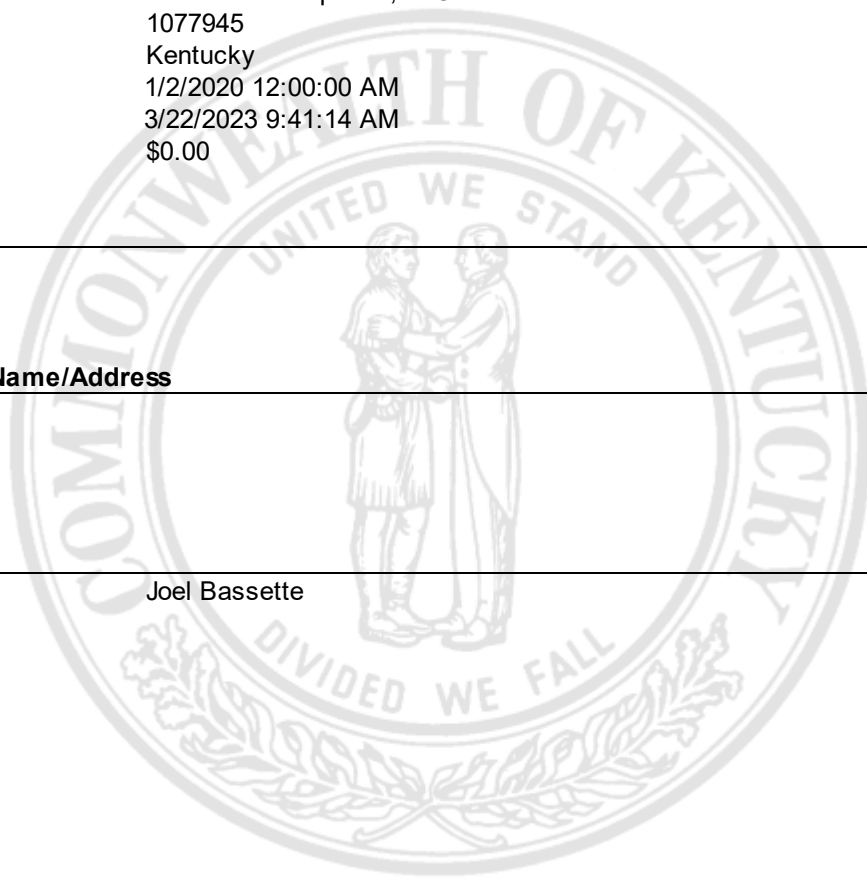 1077945
Kentucky
1/2/2020 12:00:00 AM
3/22/2023 9:41:14 AM
$0.00
COMMONWEALTH OF KENTUCKY
UNITED WE STAND
Name/Address
Joel Bassette
DIVIDED WE FALL